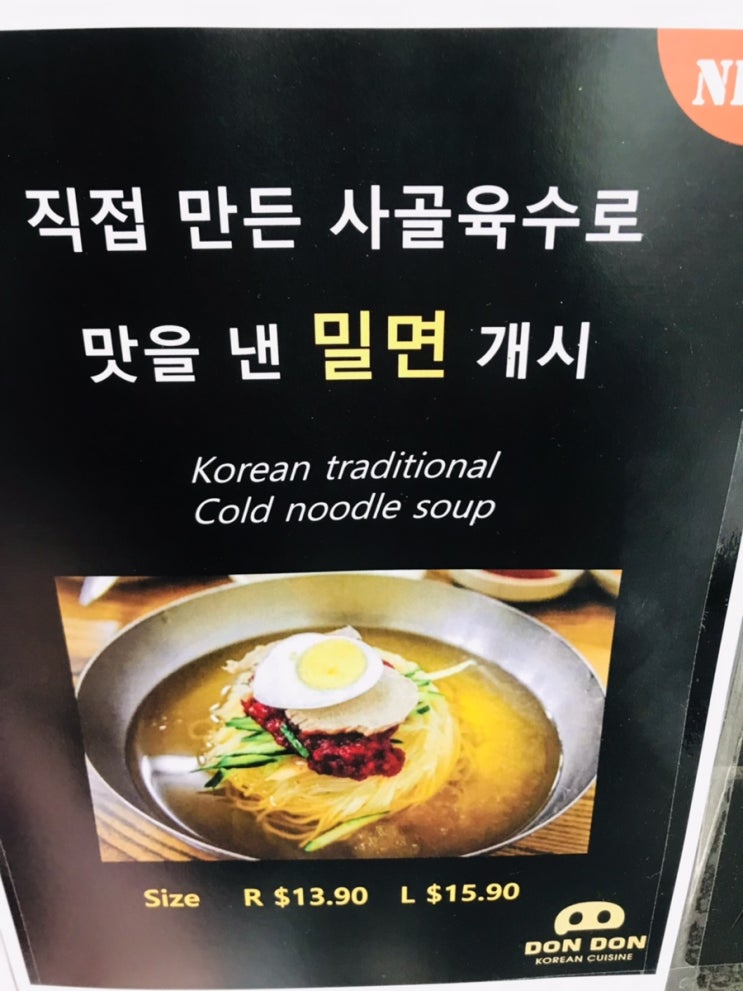 직접 만든 사골육수로
맛을 낸 밀면 개시
Korean traditional
Cold noodle soup
Size R $13.90 L $15.90
DON DON
KOREAN CUISINE